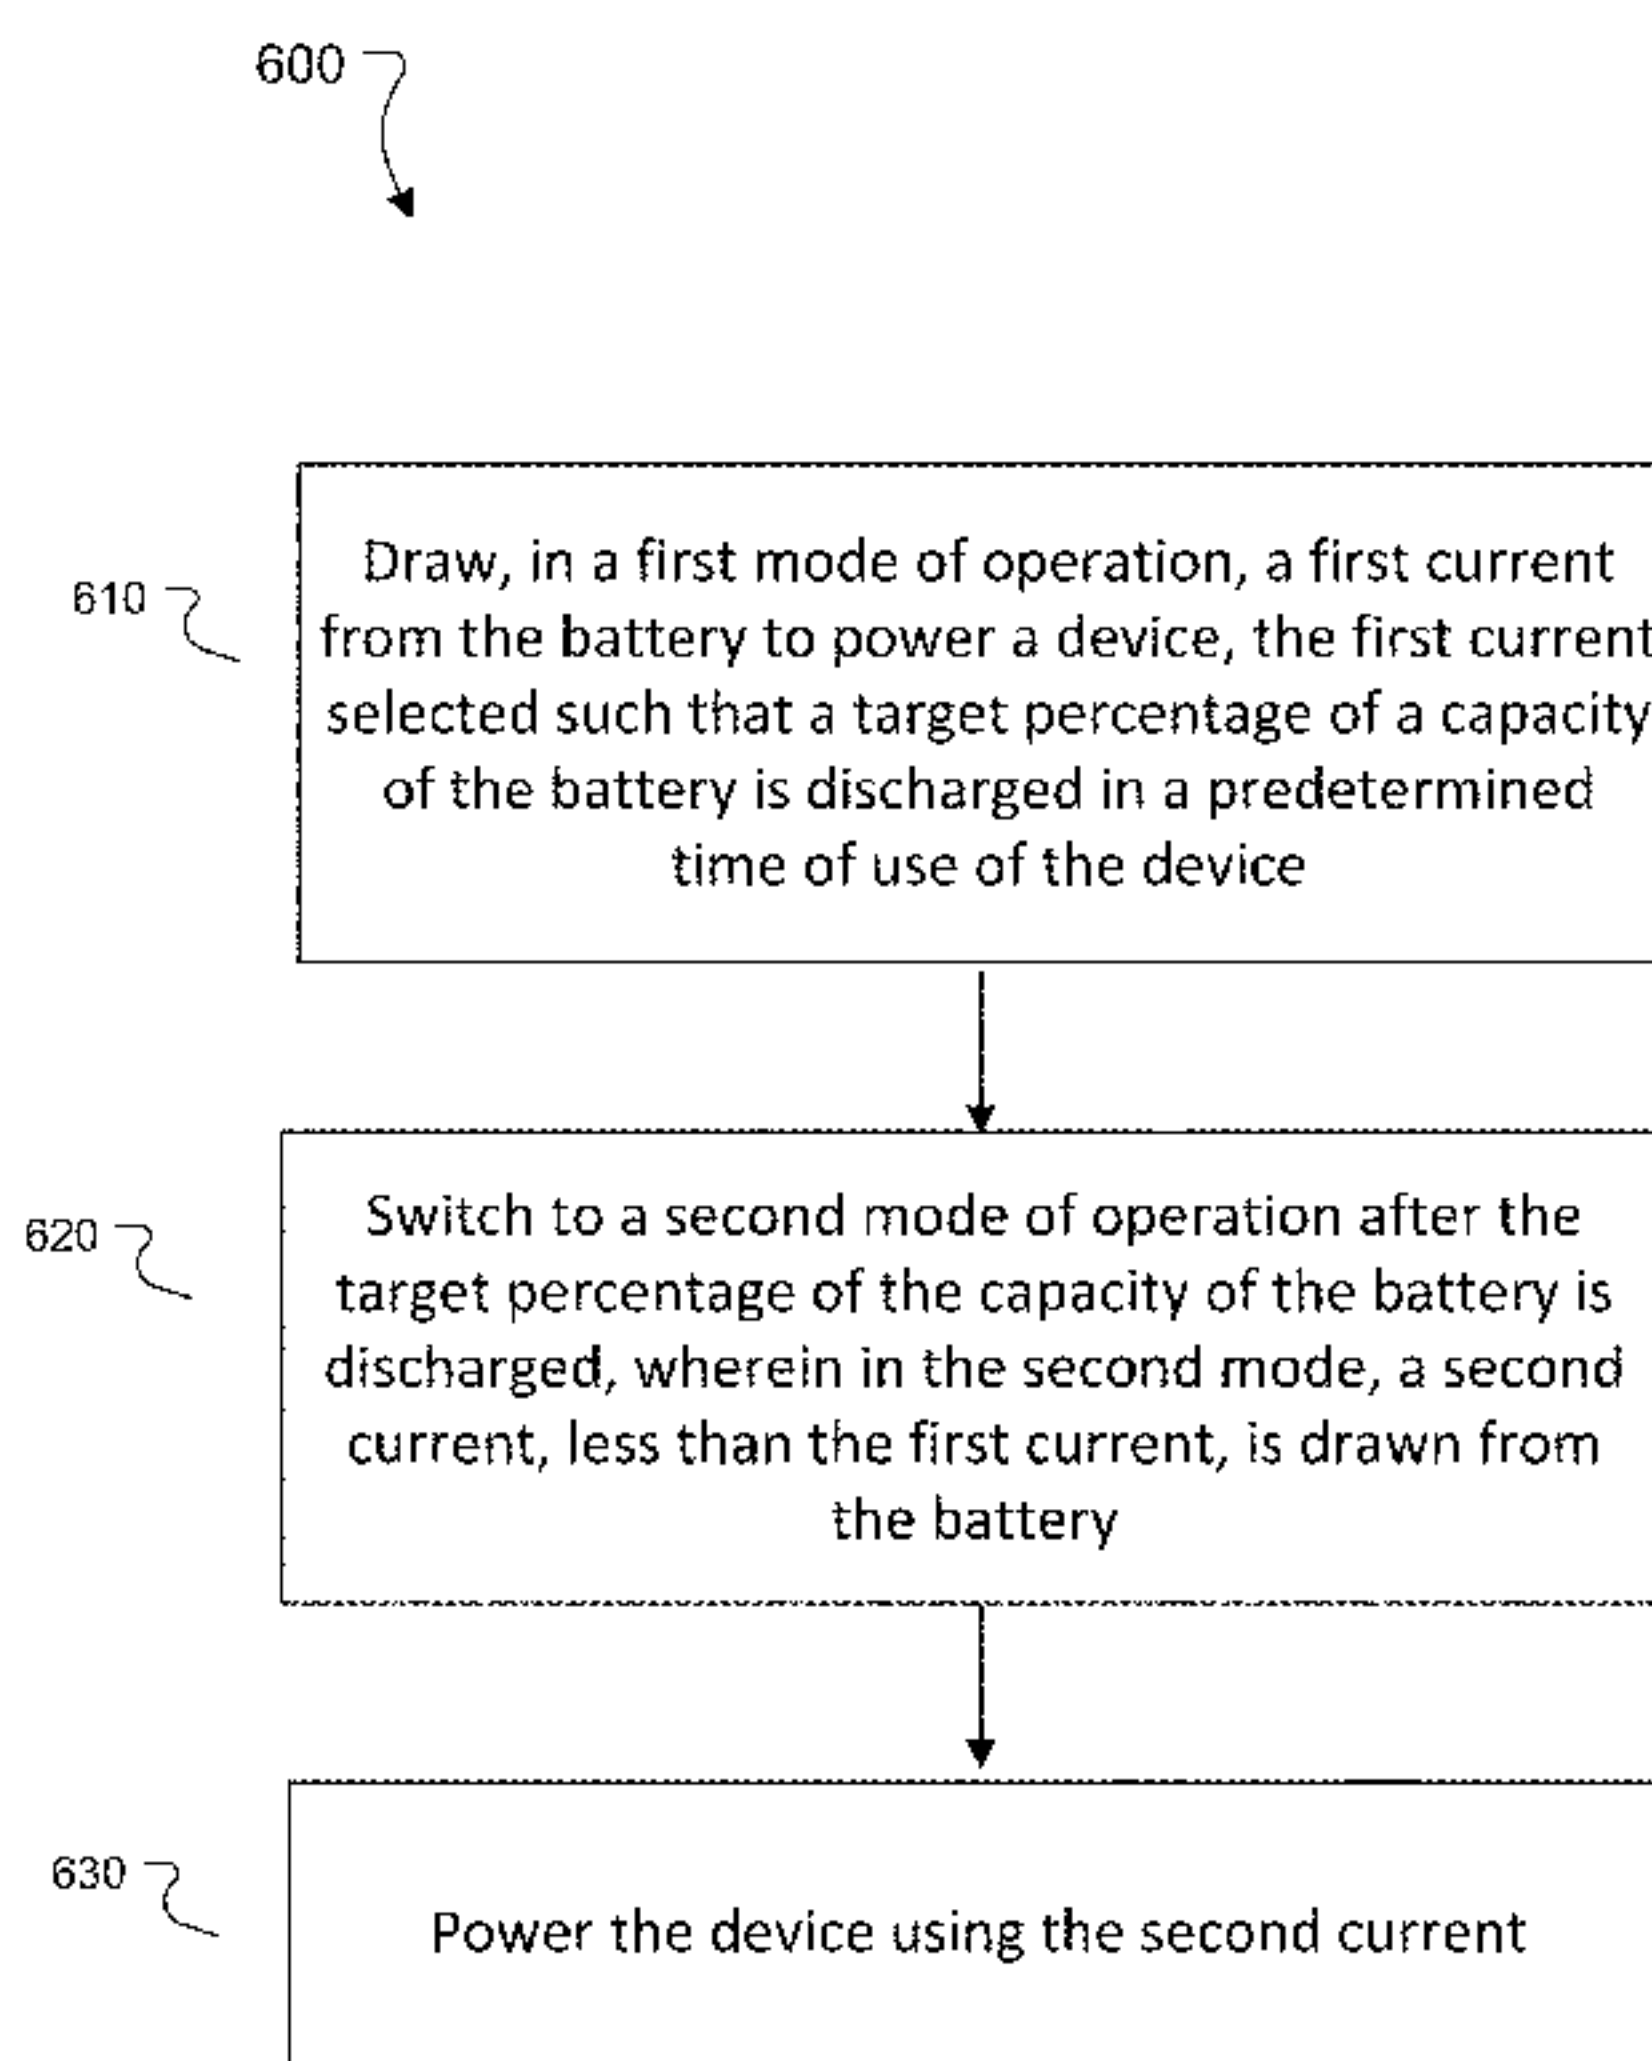 600
610
Draw, in a first mode of operation, a first current
from the battery to power a device, the first current
selected such that a target percentage of a capacity
of the battery is discharged in a predetermined
time of use of the device
620
Switch to a second mode of operation after the
target percentage of the capacity of the battery is
discharged, wherein in the second mode, a second
current, less than the first current, is drawn from
the battery
630
Power the device using the second current